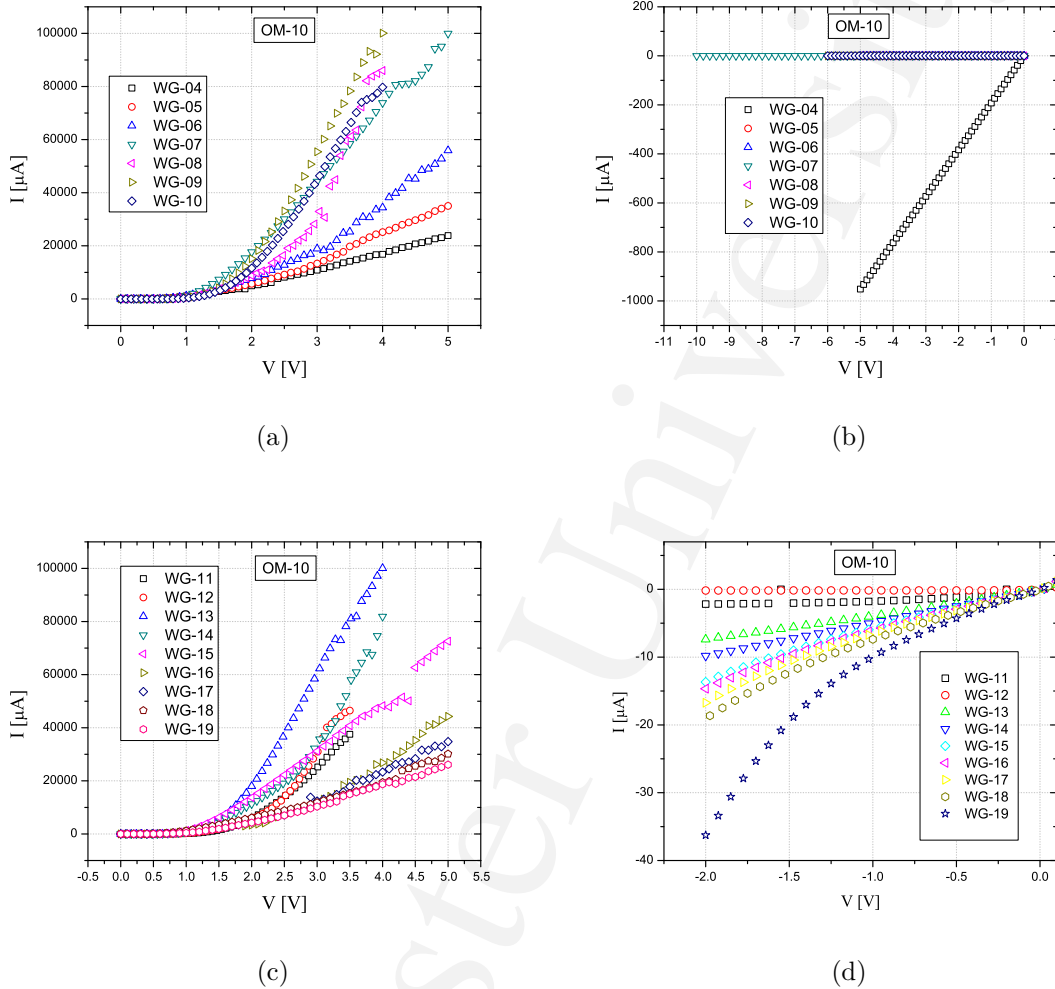 OM-10
I [µA]
100000
80000
60000
40000
20000
0
WG-04
WG-05
WG-06
WG-07
WG-08
WG-09
WG-10
0 1 2 3 4 5
V [V]
(a)
OM-10
I [µA]
200
0
-200
-400
-600
-800
-1000
WG-04
WG-05
WG-06
WG-07
WG-08
WG-09
WG-10
-11 -10 -9 -8 -7 -6 -5 -4 -3 -2 -1 0 1
V [V]
(b)
OM-10
I [µA]
100000
80000
60000
40000
20000
0
WG-11
WG-12
WG-13
WG-14
WG-15
WG-16
WG-17
WG-18
WG-19
-0.5 0.0 0.5 1.0 1.5 2.0 2.5 3.0 3.5 4.0 4.5 5.0 5.5
V [V]
(c)
OM-10
I [µA]
0
-10
-20
-30
-40
WG-11
WG-12
WG-13
WG-14
WG-15
WG-16
WG-17
WG-18
WG-19
-2.0 -1.5 -1.0 -0.5 0.0
V [V]
(d)
ster Universit